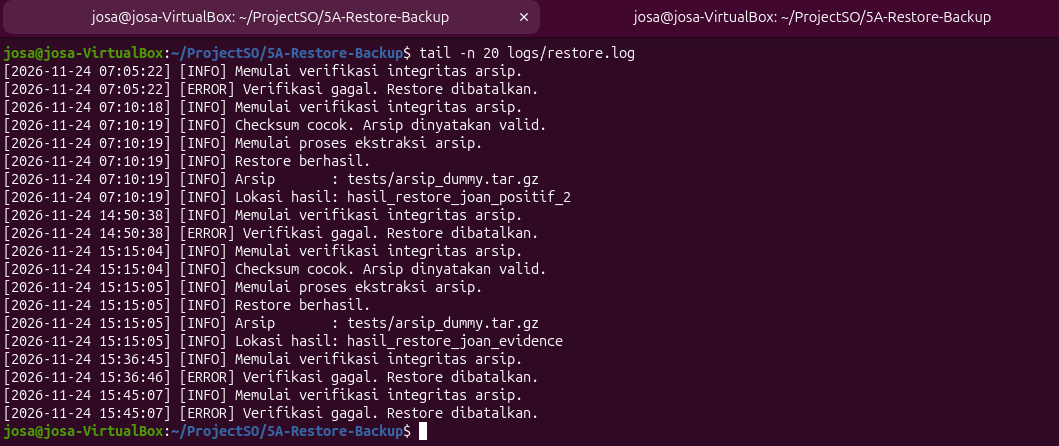 josa@josa-VirtualBox: ~/ProjectSO/5A-Restore-Backup × josa@josa-VirtualBox: ~/ProjectSO/5A-Restore-Backup
josa@josa-VirtualBox:~/ProjectSO/5A-Restore-Backup$ tail -n 20 logs/restore.log
[2026-11-24 07:05:22] [INFO] Memulai verifikasi integritas arsip.
[2026-11-24 07:05:22] [ERROR] Verifikasi gagal. Restore dibatalkan.
[2026-11-24 07:10:18] [INFO] Memulai verifikasi integritas arsip.
[2026-11-24 07:10:19] [INFO] Checksum cocok. Arsip dinyatakan valid.
[2026-11-24 07:10:19] [INFO] Memulai proses ekstraksi arsip.
[2026-11-24 07:10:19] [INFO] Restore berhasil.
[2026-11-24 07:10:19] [INFO] Arsip       : tests/arsip_dummy.tar.gz
[2026-11-24 07:10:19] [INFO] Lokasi hasil: hasil_restore_joan_positif_2
[2026-11-24 14:50:38] [INFO] Memulai verifikasi integritas arsip.
[2026-11-24 14:50:38] [ERROR] Verifikasi gagal. Restore dibatalkan.
[2026-11-24 15:15:04] [INFO] Memulai verifikasi integritas arsip.
[2026-11-24 15:15:04] [INFO] Checksum cocok. Arsip dinyatakan valid.
[2026-11-24 15:15:05] [INFO] Memulai proses ekstraksi arsip.
[2026-11-24 15:15:05] [INFO] Restore berhasil.
[2026-11-24 15:15:05] [INFO] Arsip       : tests/arsip_dummy.tar.gz
[2026-11-24 15:15:05] [INFO] Lokasi hasil: hasil_restore_joan_evidence
[2026-11-24 15:36:45] [INFO] Memulai verifikasi integritas arsip.
[2026-11-24 15:36:46] [ERROR] Verifikasi gagal. Restore dibatalkan.
[2026-11-24 15:45:07] [INFO] Memulai verifikasi integritas arsip.
[2026-11-24 15:45:07] [ERROR] Verifikasi gagal. Restore dibatalkan.
josa@josa-VirtualBox:~/ProjectSO/5A-Restore-Backup$